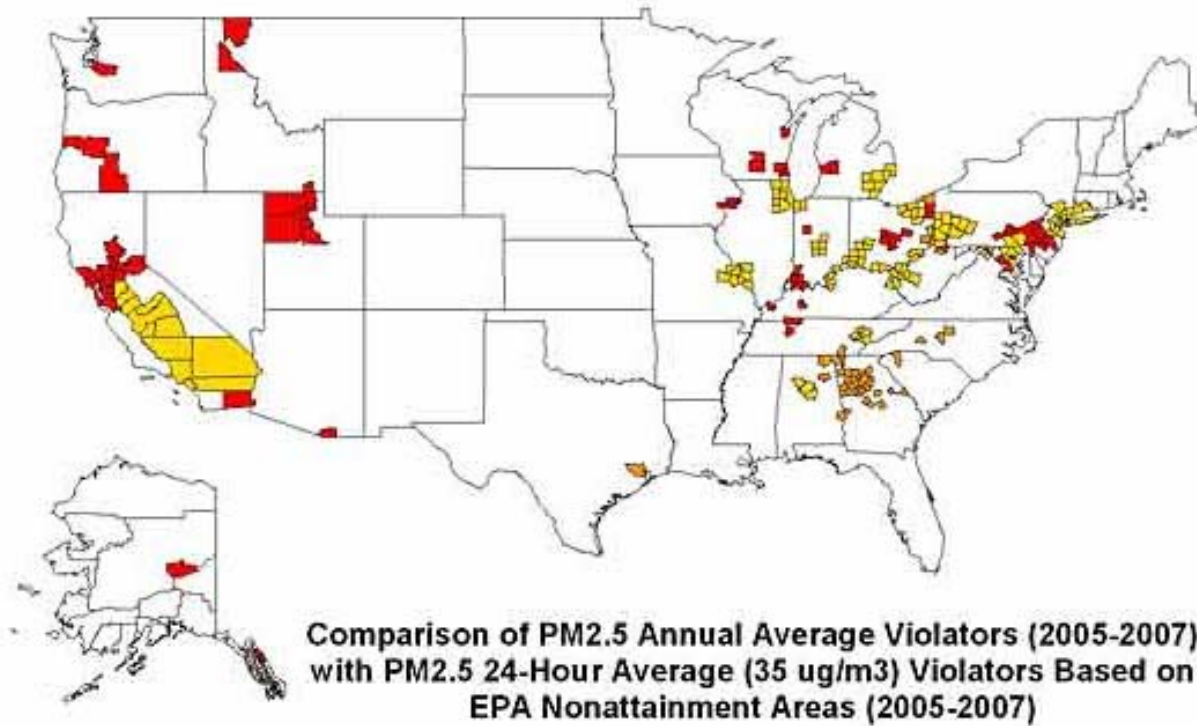 Comparison of PM2.5 Annual Average Violators (2005-2007)
with PM2.5 24-Hour Average (35 ug/m3) Violators Based on
EPA Nonattainment Areas (2005-2007)